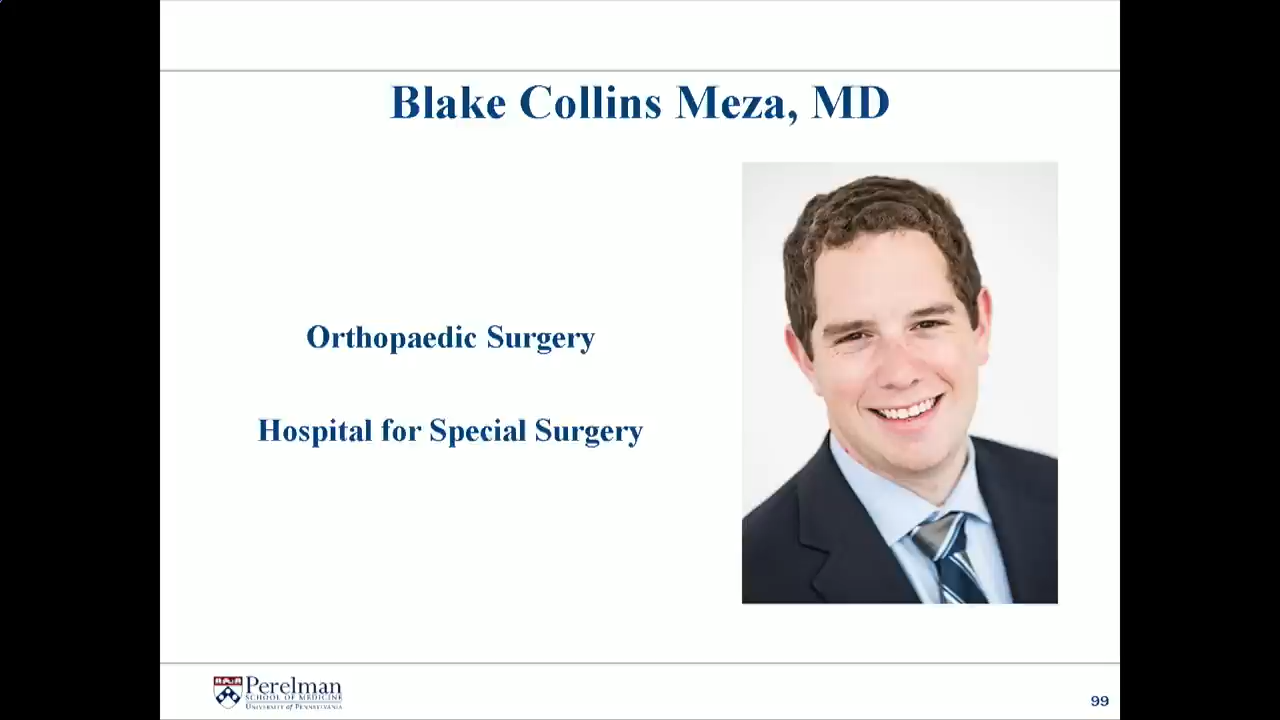 Blake Collins Meza, MD
Orthopaedic Surgery
Hospital for Special Surgery
Perelman
SCHOOL OF MEDICINE
UNIVERSITY of PENNSYLVANIA
99